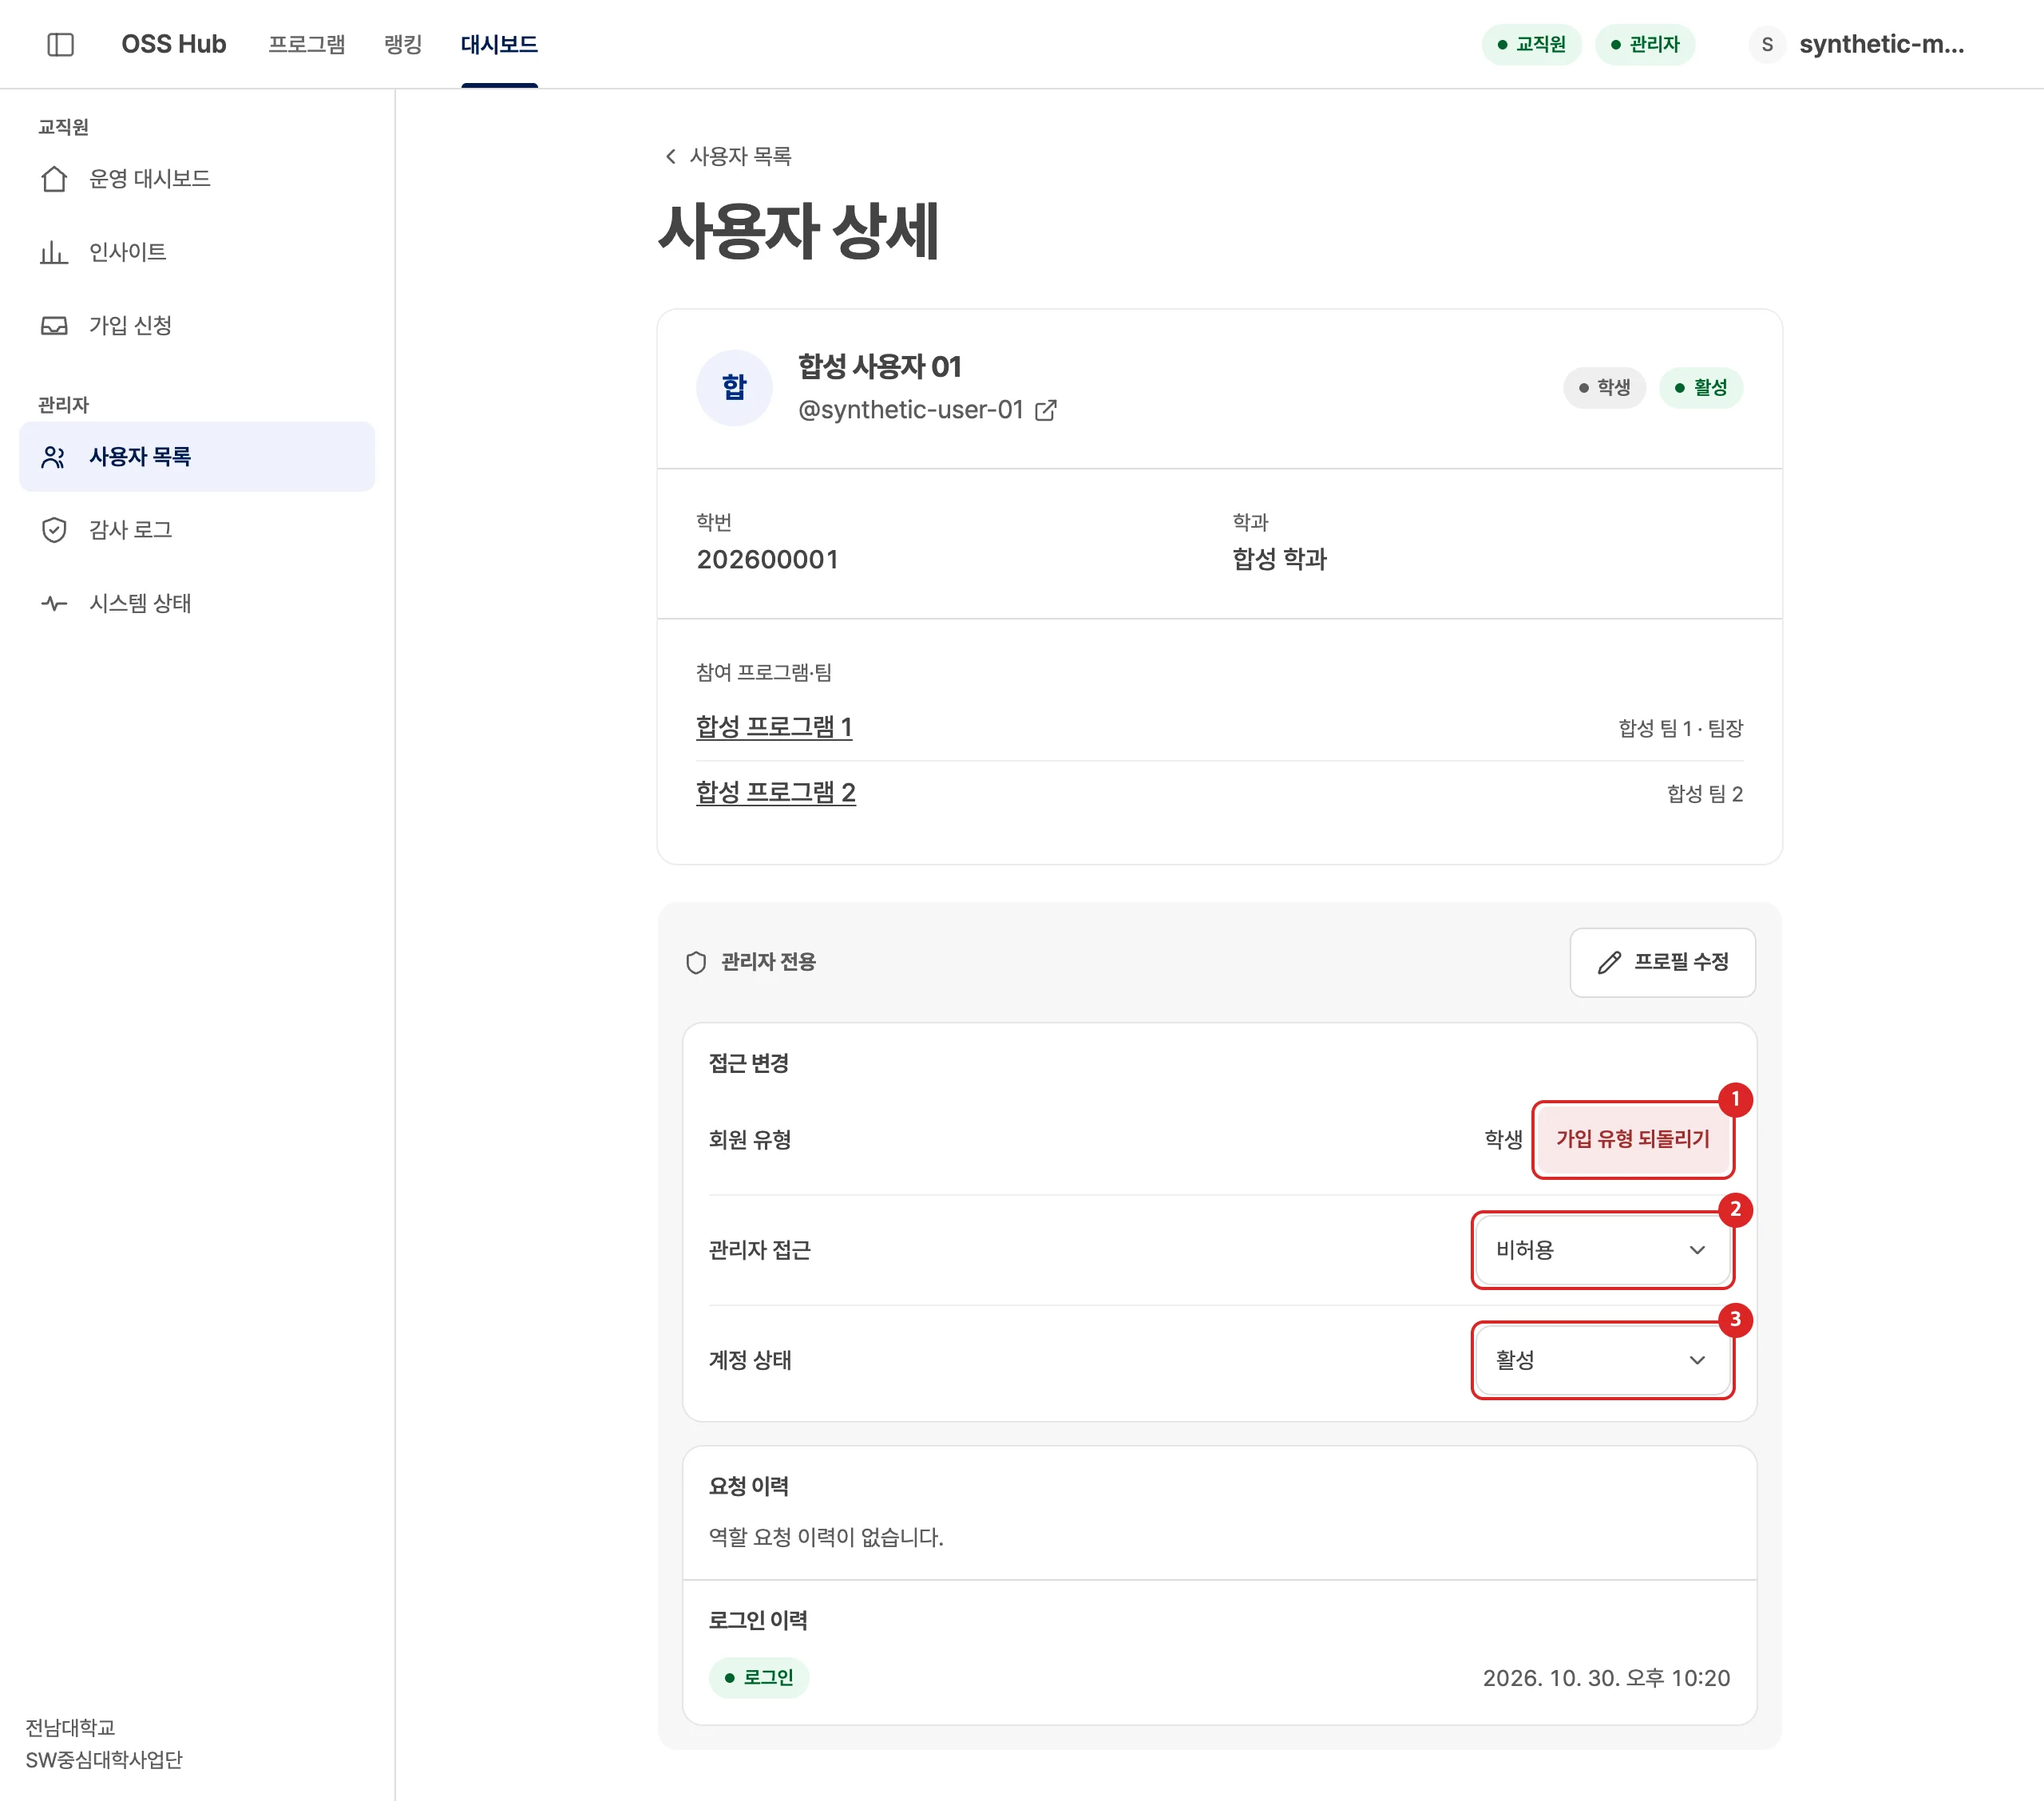 OSS Hub 프로그램 랭킹 대시보드 교직원 관리자 S synthetic-m...
교직원
운영 대시보드
인사이트
가입 신청
관리자
사용자 목록
감사 로그
시스템 상태
전남대학교
SW중심대학사업단
사용자 목록
사용자 상세
합
합성 사용자 01
@synthetic-user-01
학생 활성
학번 학과
202600001 합성 학과
참여 프로그램·팀
합성 프로그램 1 합성 팀 1 · 팀장
합성 프로그램 2 합성 팀 2
관리자 전용 프로필 수정
접근 변경
1
회원 유형 학생 가입 유형 되돌리기
2
관리자 접근 비허용
3
계정 상태 활성
요청 이력
역할 요청 이력이 없습니다.
로그인 이력
로그인 2026. 10. 30. 오후 10:20